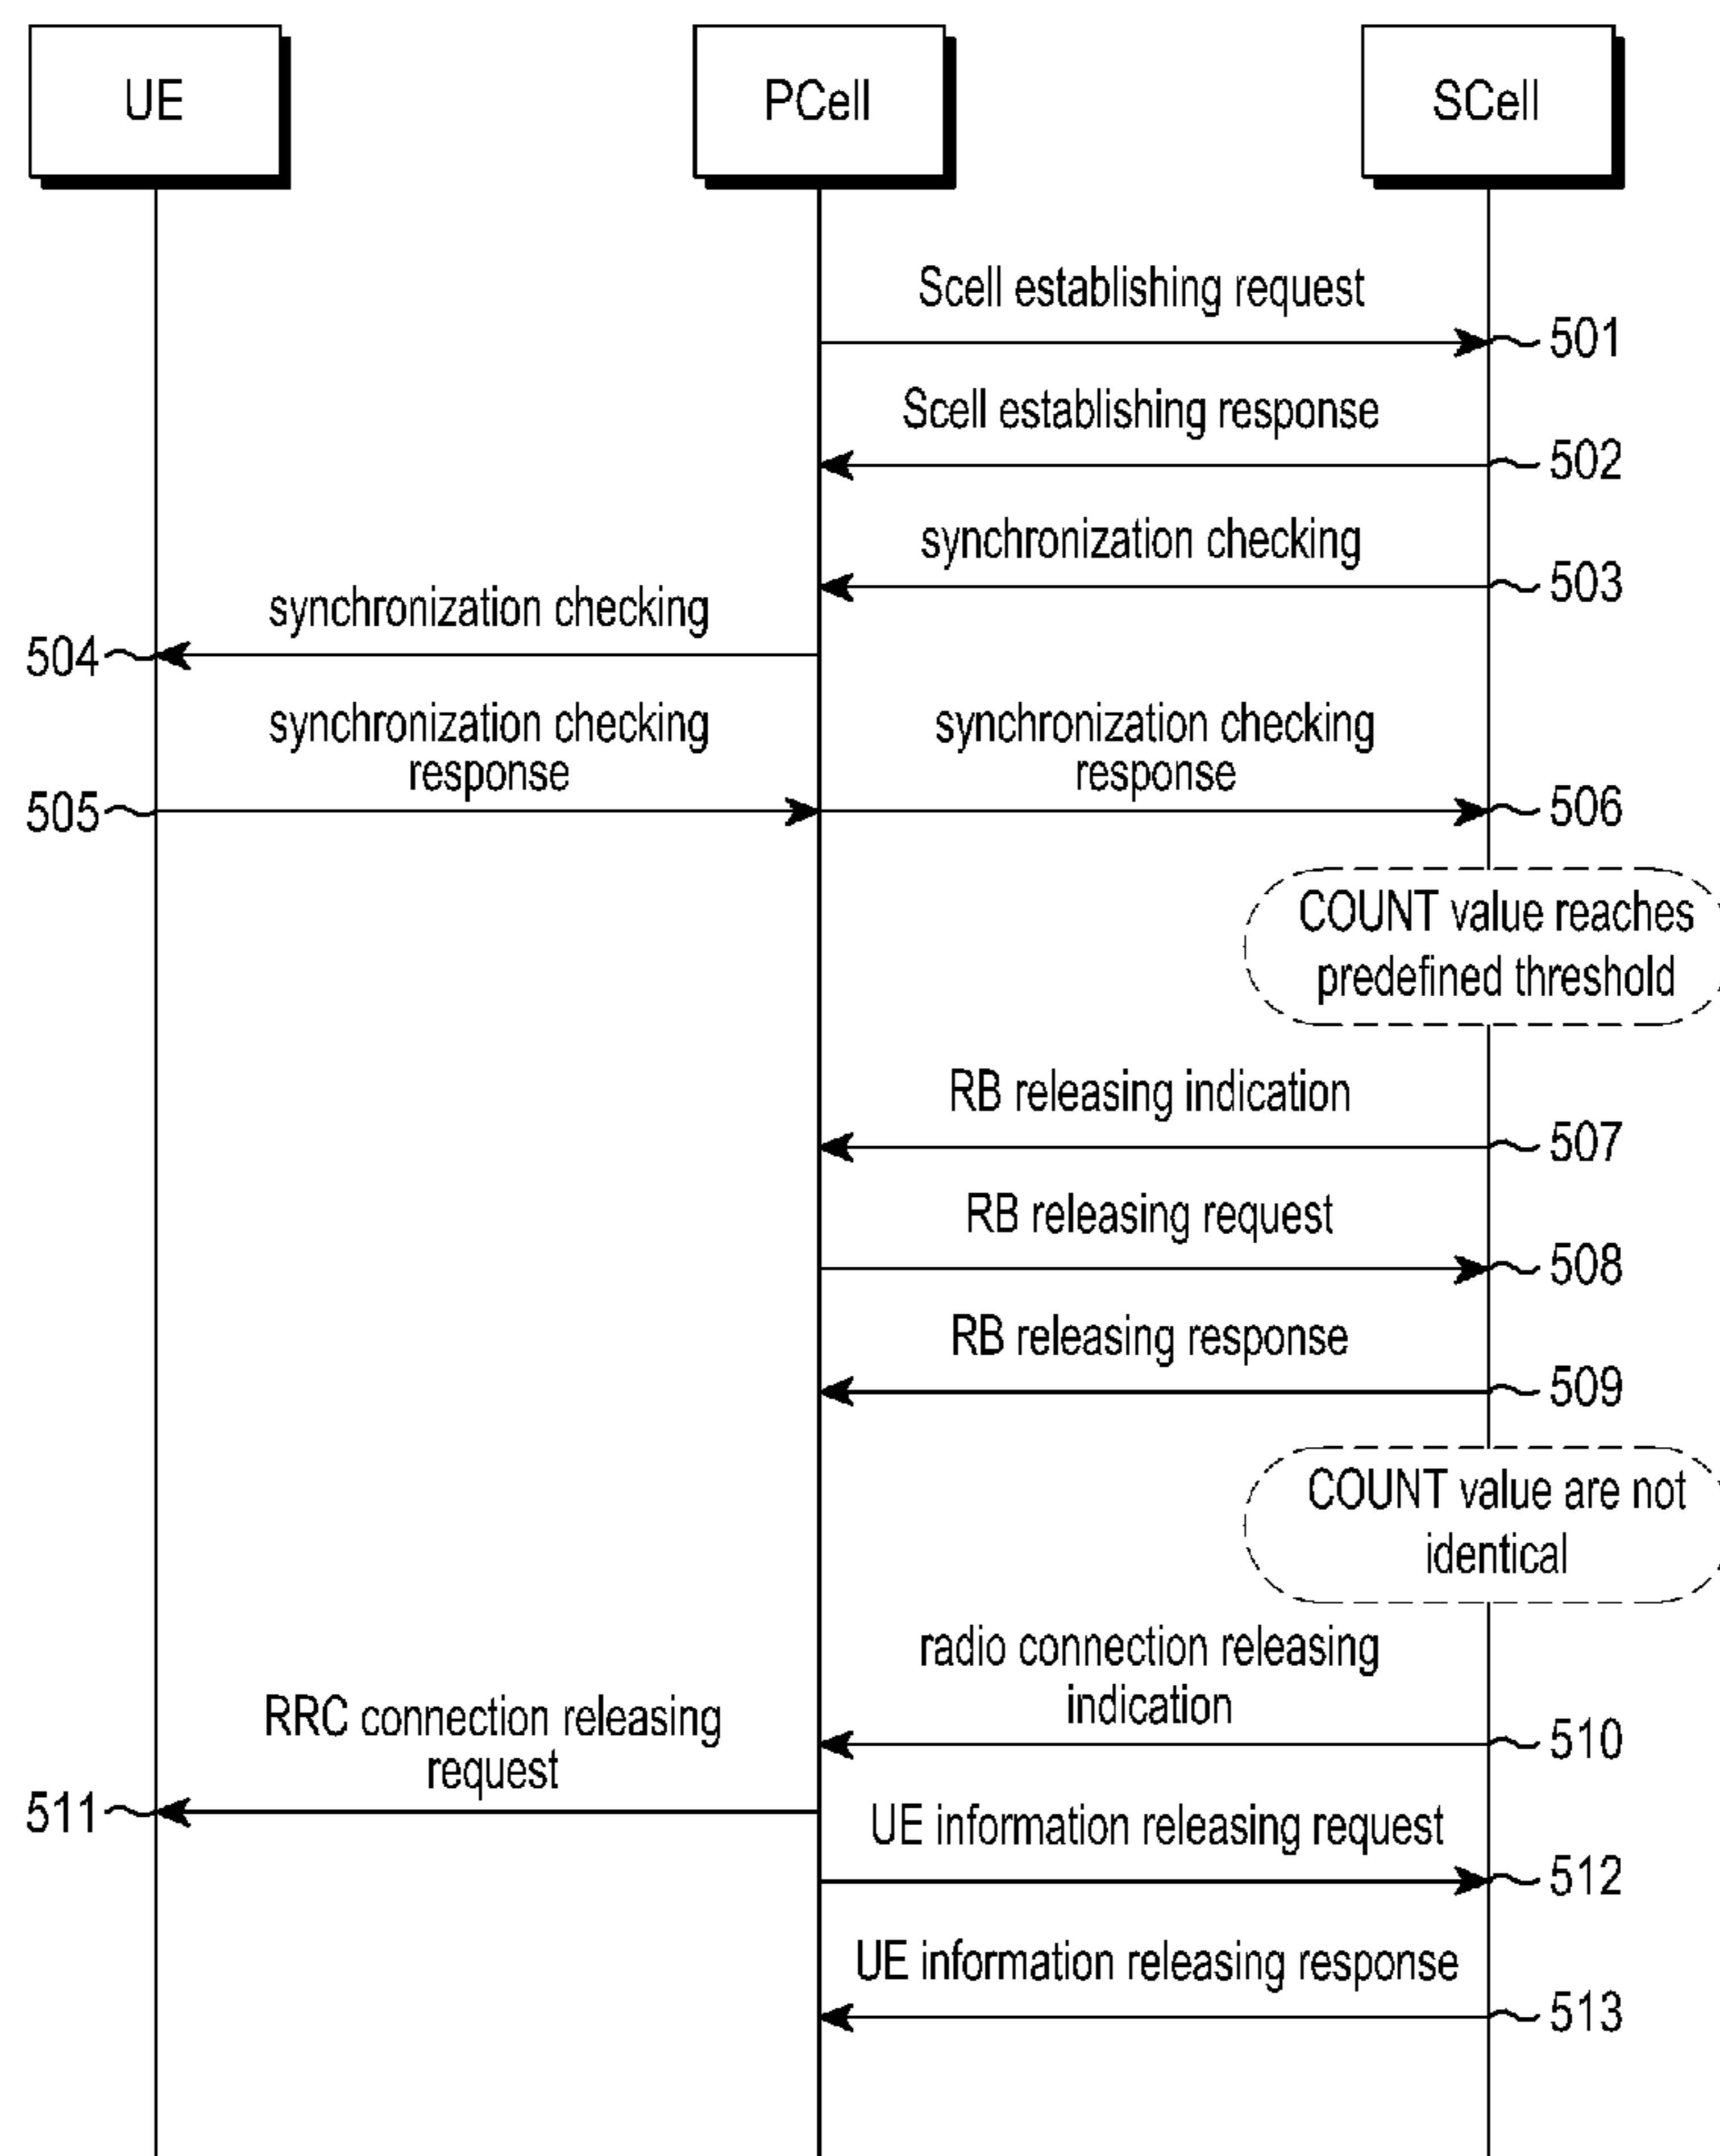 UE
PCell
SCell
Scell establishing request
501
Scell establishing response
502
synchronization checking
503
synchronization checking
504
synchronization checking
response
505
synchronization checking
response
506
COUNT value reaches
predefined threshold
RB releasing indication
507
RB releasing request
508
RB releasing response
509
COUNT value are not
identical
radio connection releasing
indication
510
RRC connection releasing
request
511
UE information releasing request
512
UE information releasing response
513